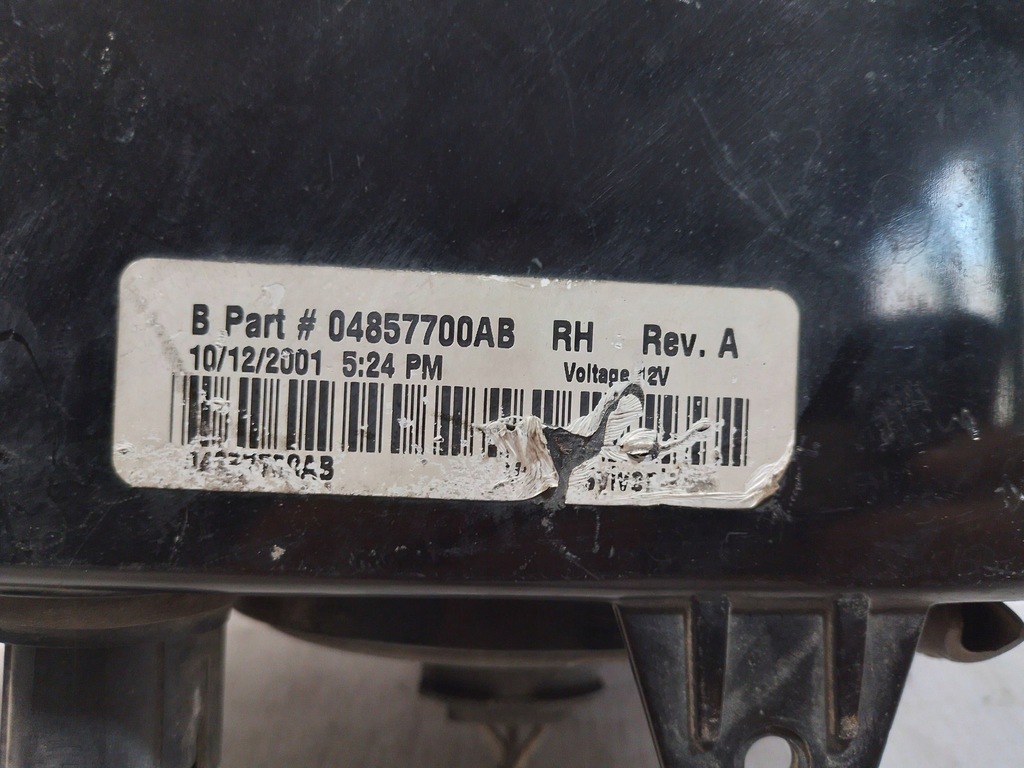 B Part # 04857700AB RH Rev. A
10/12/2001 5:24 PM Voltage 12V